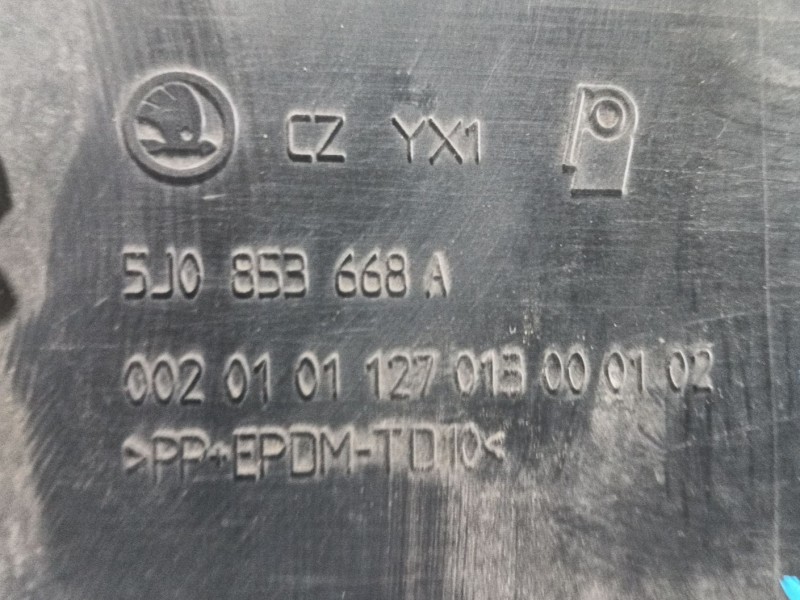 CZ YX1
5J0 853 668 A
002 01 01 127 013 00 01 02
>PP+EPDM-TD10<